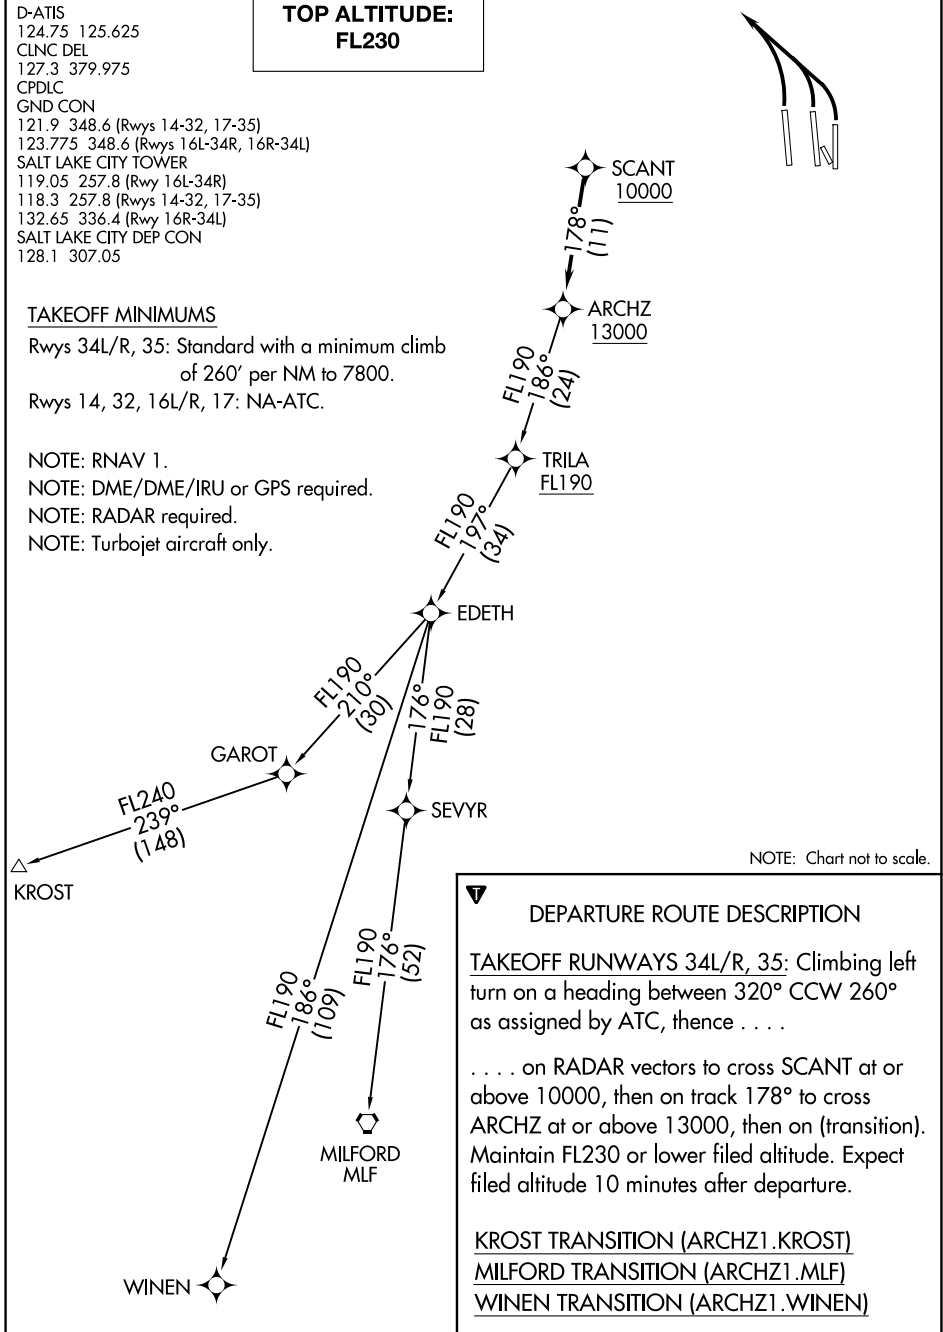 D-ATIS
124.75 125.625
CLNC DEL
127.3 379.975
CPDLC
GND CON
121.9 348.6 (Rwys 14-32, 17-35)
123.775 348.6 (Rwys 16L-34R, 16R-34L)
SALT LAKE CITY TOWER
119.05 257.8 (Rwy 16L-34R)
118.3 257.8 (Rwys 14-32, 17-35)
132.65 336.4 (Rwy 16R-34L)
SALT LAKE CITY DEP CON
128.1 307.05
TOP ALTITUDE:
FL230
TAKEOFF MINIMUMS
Rwys 34L/R, 35: Standard with a minimum climb
of 260' per NM to 7800.
Rwys 14, 32, 16L/R, 17: NA-ATC.
NOTE: RNAV 1.
NOTE: DME/DME/IRU or GPS required.
NOTE: RADAR required.
NOTE: Turbojet aircraft only.
SCANT
10000
178°
(11)
ARCHZ
13000
FL190
186°
(24)
TRILA
FL190
FL190
197°
(34)
EDETH
FL190
210°
(30)
176°
FL190
(28)
GAROT
SEVYR
FL240
239°
(148)
KROST
FL190
186°
(109)
FL190
176°
(52)
MILFORD
MLF
WINEN
NOTE: Chart not to scale.
T
DEPARTURE ROUTE DESCRIPTION
TAKEOFF RUNWAYS 34L/R, 35: Climbing left
turn on a heading between 320° CCW 260°
as assigned by ATC, thence . . . .
. . . . on RADAR vectors to cross SCANT at or
above 10000, then on track 178° to cross
ARCHZ at or above 13000, then on (transition).
Maintain FL230 or lower filed altitude. Expect
filed altitude 10 minutes after departure.
KROST TRANSITION (ARCHZ1.KROST)
MILFORD TRANSITION (ARCHZ1.MLF)
WINEN TRANSITION (ARCHZ1.WINEN)